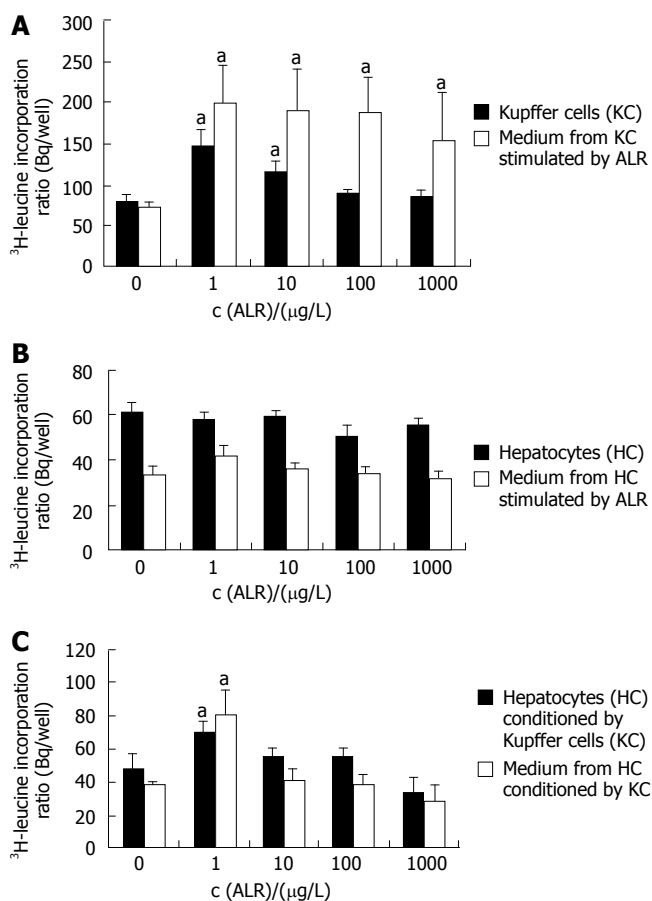 A
³H-leucine incorporation
ratio (Bq/well)
300
250
200
150
100
50
0
a
a
a
a
a
a
0 1 10 100 1000
c (ALR)/(μg/L)
Kupffer cells (KC)
Medium from KC
stimulated by ALR
B
³H-leucine incorporation
ratio (Bq/well)
80
60
40
20
0
0 1 10 100 1000
c (ALR)/(μg/L)
Hepatocytes (HC)
Medium from HC
stimulated by ALR
C
³H-leucine incorporation
ratio (Bq/well)
120
100
80
60
40
20
0
a
a
0 1 10 100 1000
c (ALR)/(μg/L)
Hepatocytes (HC)
conditioned by
Kupffer cells (KC)
Medium from HC
conditioned by KC